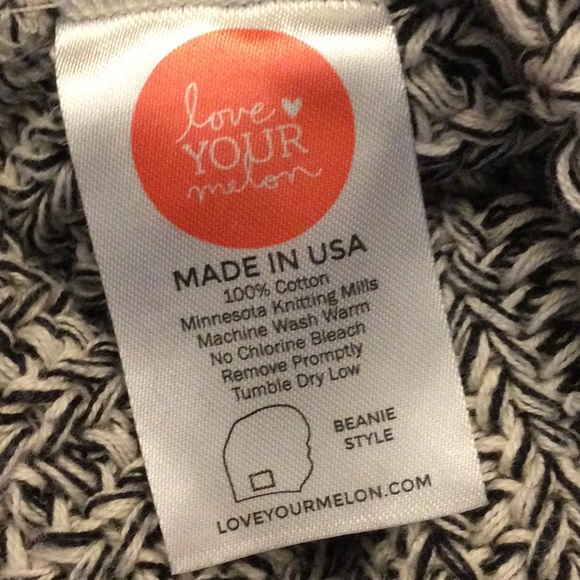 love
YOUR
melon
MADE IN USA
100% Cotton
Minnesota Knitting Mills
Machine Wash Warm
No Chlorine Bleach
Remove Promptly
Tumble Dry Low
BEANIE
STYLE
LOVEYOURMELON.COM